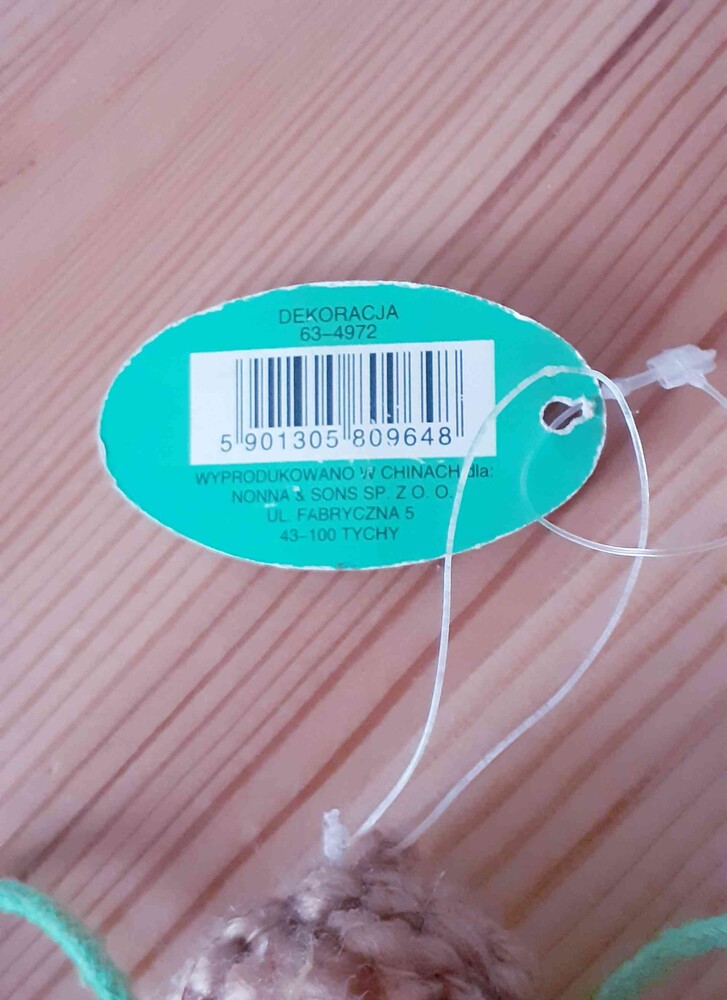 DEKORACJA
63-4972
5 901305 809648
WYPRODUKOWANO W CHINACH dla:
NONNA & SONS SP. Z O. O.
UL. FABRYCZNA 5
43-100 TYCHY